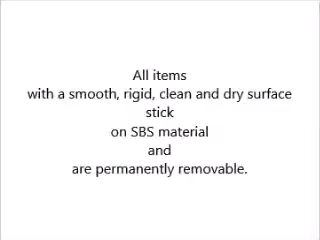 All items
with a smooth, rigid, clean and dry surface
stick
on SBS material
and
are permanently removable.